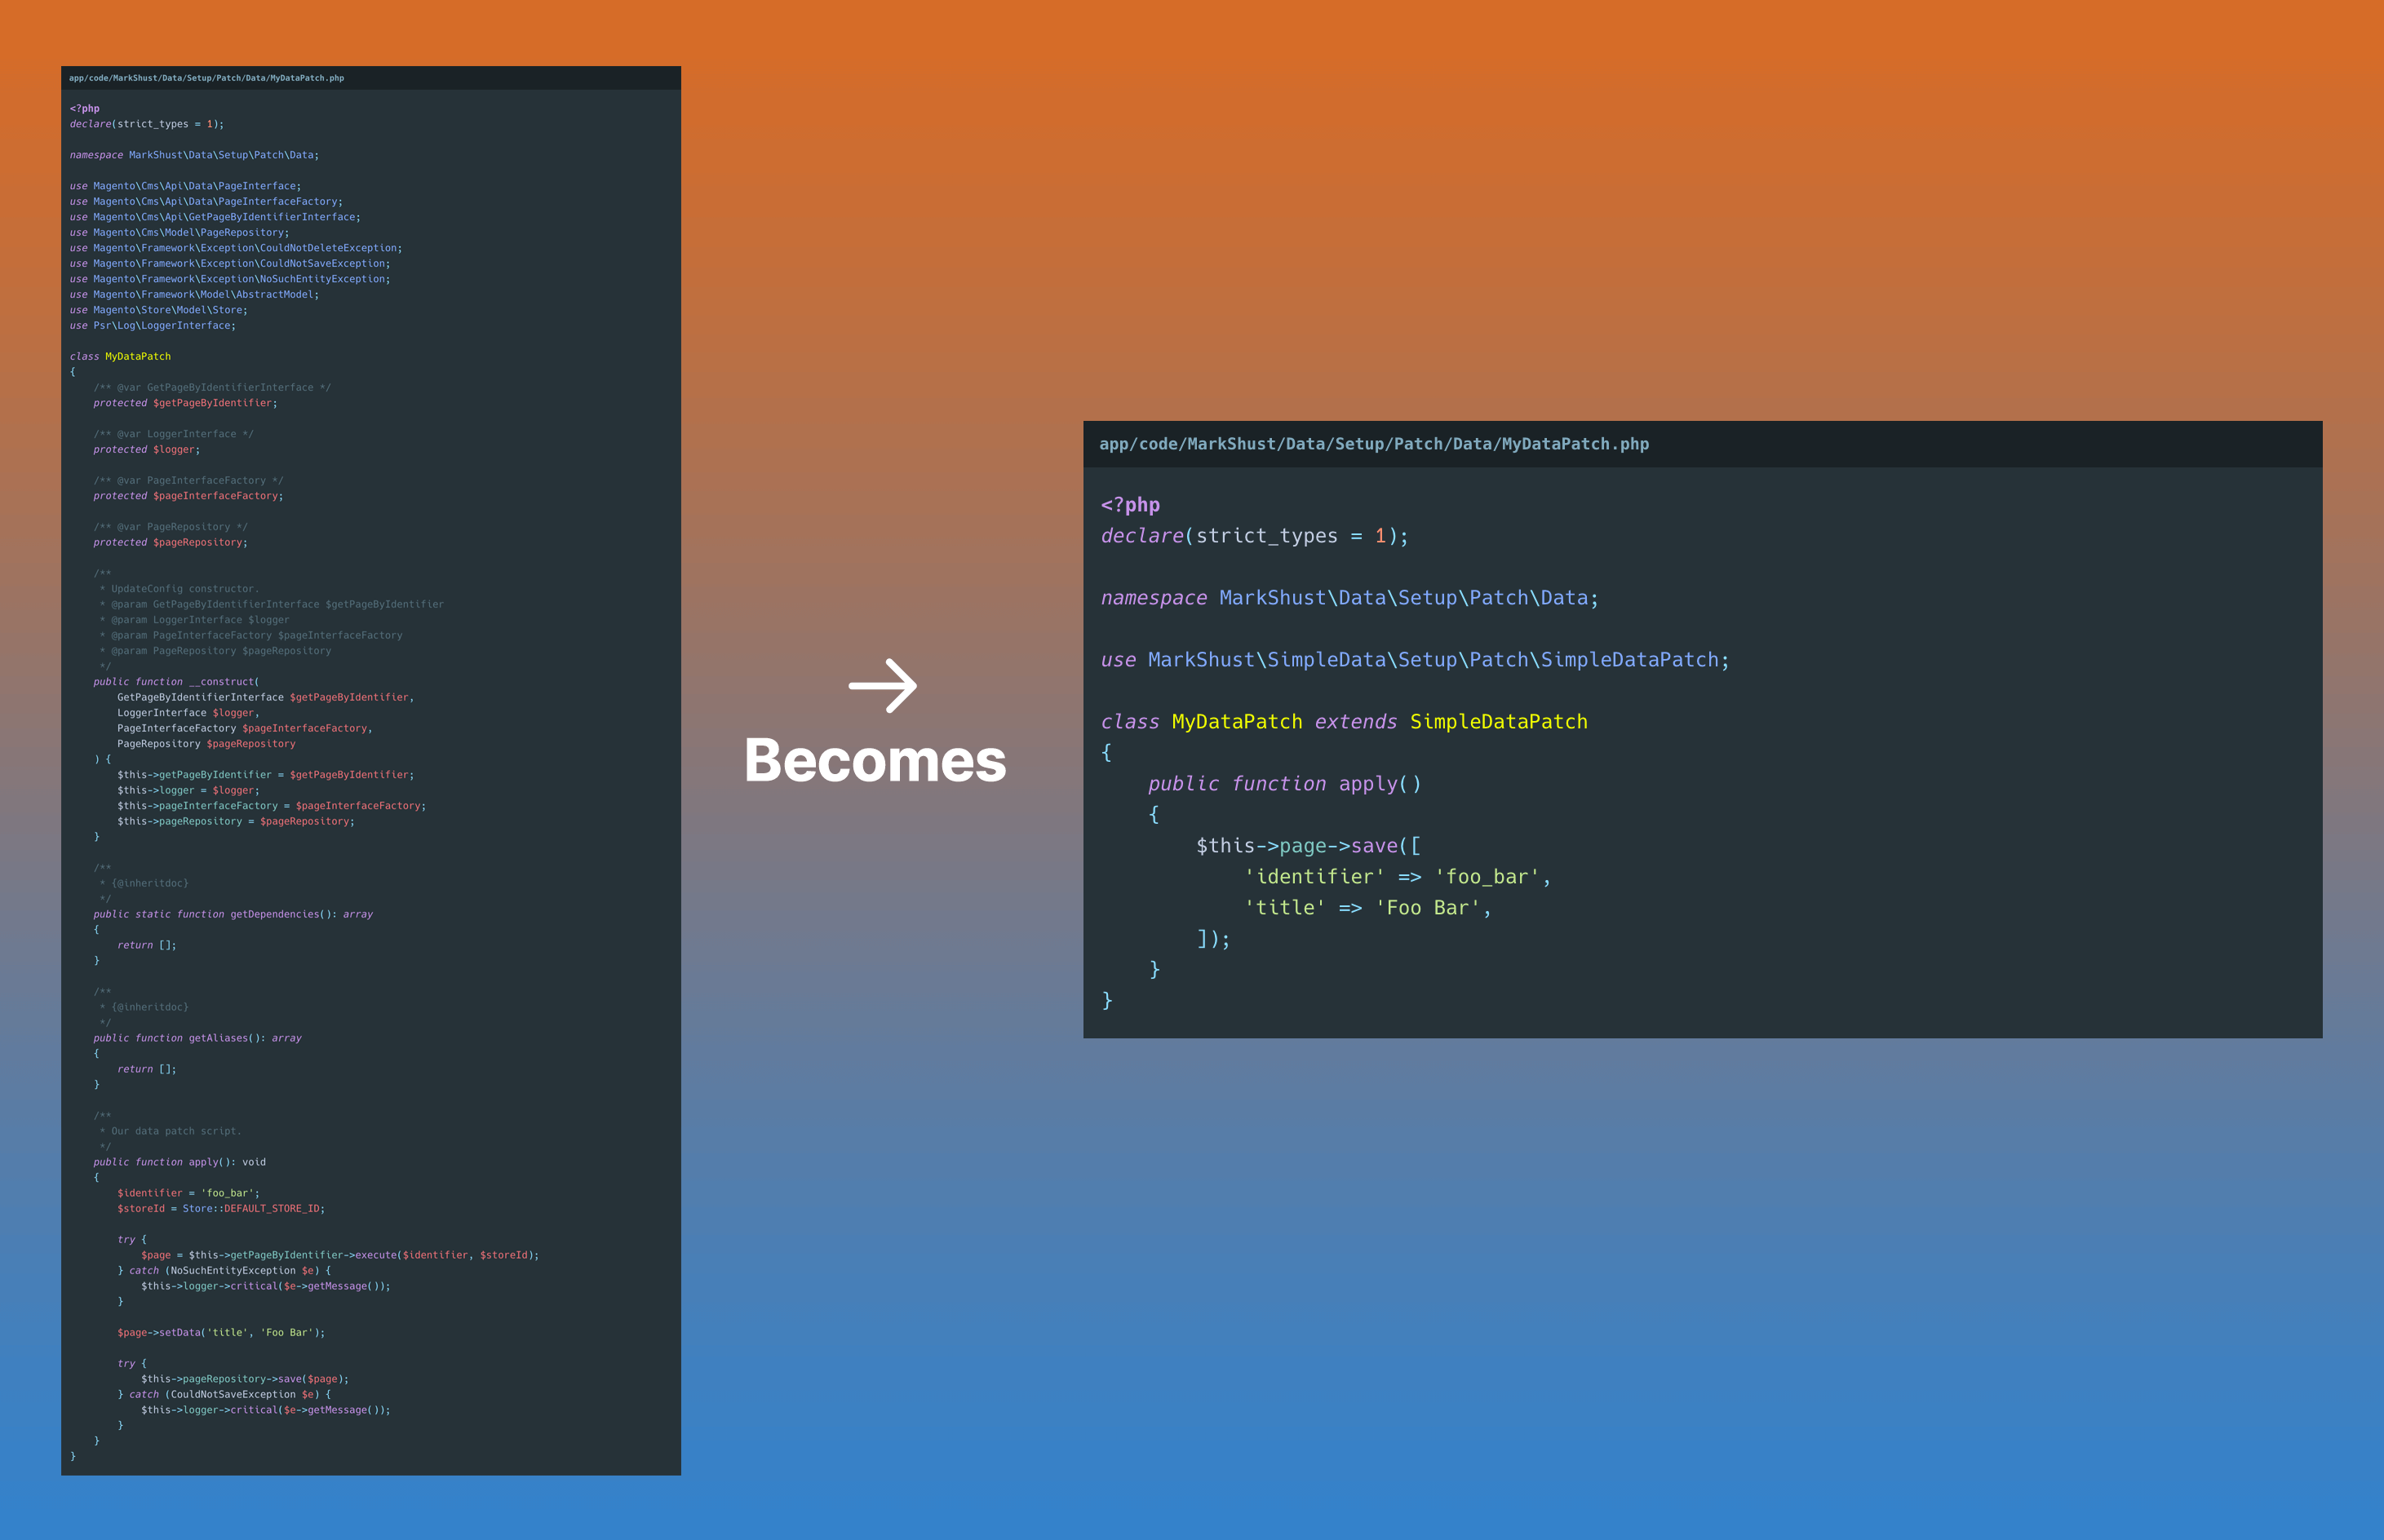 app/code/MarkShust/Data/Setup/Patch/Data/MyDataPatch.php
<?php
declare(strict_types = 1);
namespace MarkShust\Data\Setup\Patch\Data;
use Magento\Cms\Api\Data\PageInterface;
use Magento\Cms\Api\Data\PageInterfaceFactory;
use Magento\Cms\Api\GetPageByIdentifierInterface;
use Magento\Cms\Model\PageRepository;
use Magento\Framework\Exception\CouldNotDeleteException;
use Magento\Framework\Exception\CouldNotSaveException;
use Magento\Framework\Exception\NoSuchEntityException;
use Magento\Framework\Model\AbstractModel;
use Magento\Store\Model\Store;
use Psr\Log\LoggerInterface;
class MyDataPatch
{
    /** @var GetPageByIdentifierInterface */
    protected $getPageByIdentifier;
    /** @var LoggerInterface */
    protected $logger;
    /** @var PageInterfaceFactory */
    protected $pageInterfaceFactory;
    /** @var PageRepository */
    protected $pageRepository;
    /**
     * UpdateConfig constructor.
     * @param GetPageByIdentifierInterface $getPageByIdentifier
     * @param LoggerInterface $logger
     * @param PageInterfaceFactory $pageInterfaceFactory
     * @param PageRepository $pageRepository
     */
    public function __construct(
        GetPageByIdentifierInterface $getPageByIdentifier,
        LoggerInterface $logger,
        PageInterfaceFactory $pageInterfaceFactory,
        PageRepository $pageRepository
    ) {
        $this->getPageByIdentifier = $getPageByIdentifier;
        $this->logger = $logger;
        $this->pageInterfaceFactory = $pageInterfaceFactory;
        $this->pageRepository = $pageRepository;
    }
    /**
     * {@inheritdoc}
     */
    public static function getDependencies(): array
    {
        return [];
    }
    /**
     * {@inheritdoc}
     */
    public function getAliases(): array
    {
        return [];
    }
    /**
     * Our data patch script.
     */
    public function apply(): void
    {
        $identifier = 'foo_bar';
        $storeId = Store::DEFAULT_STORE_ID;
        try {
            $page = $this->getPageByIdentifier->execute($identifier, $storeId);
        } catch (NoSuchEntityException $e) {
            $this->logger->critical($e->getMessage());
        }
        $page->setData('title', 'Foo Bar');
        try {
            $this->pageRepository->save($page);
        } catch (CouldNotSaveException $e) {
            $this->logger->critical($e->getMessage());
        }
    }
}
→
Becomes
app/code/MarkShust/Data/Setup/Patch/Data/MyDataPatch.php
<?php
declare(strict_types = 1);
namespace MarkShust\Data\Setup\Patch\Data;
use MarkShust\SimpleData\Setup\Patch\SimpleDataPatch;
class MyDataPatch extends SimpleDataPatch
{
    public function apply()
    {
        $this->page->save([
            'identifier' => 'foo_bar',
            'title' => 'Foo Bar',
        ]);
    }
}